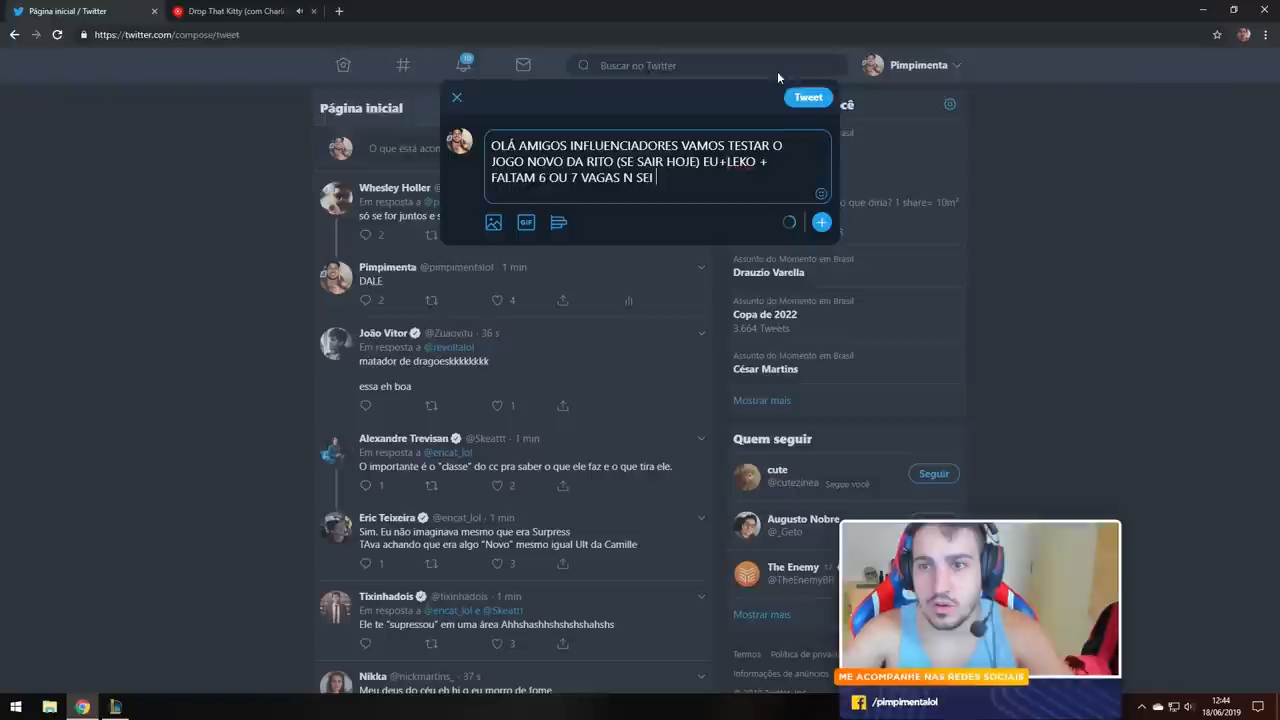 Página inicial / Twitter
Drop That Kitty (com Charli
https://twitter.com/compose/tweet
10
Buscar no Twitter
Pimpimenta
Página inicial
Tweet
O que está acon
OLÁ AMIGOS INFLUENCIADORES VAMOS TESTAR O
JOGO NOVO DA RITO (SE SAIR HOJE) EU+LEKO +
FALTAM 6 OU 7 VAGAS N SEI
GIF
Whesley Holler
Em resposta a @p
só se for juntos e s
2
Pimpimenta @pimpimentalol · 1 min
DALE
2
4
João Vitor @Zuaovitu · 36 s
Em resposta a @revoltalol
matador de dragoeskkkkkkkk
essa eh boa
1
Alexandre Trevisan @Skeattt · 1 min
Em resposta a @encat_lol
O importante é o "classe" do cc pra saber o que ele faz e o que tira ele.
1
2
Eric Teixeira @encat_lol · 1 min
Sim. Eu não imaginava mesmo que era Surpress
TAva achando que era algo "Novo" mesmo igual Ult da Camille
1
3
Tixinhadois @tixinhadois · 1 min
Em resposta a @encat_lol e @Skeattt
Ele te "supressou" em uma área Ahhshashhshshshshahshs
3
Nikka @nickmartins_ · 37 s
Meu deus do céu eh hj q eu morro de fome
cê
asil
o que diria? 1 share= 10m²
Assunto do Momento em Brasil
Drauzio Varella
Assunto do Momento em Brasil
Copa de 2022
3.664 Tweets
Assunto do Momento em Brasil
César Martins
Mostrar mais
Quem seguir
cute
@cutezinea Segue você
Seguir
Augusto Nobre
@_Geto
The Enemy
@TheEnemyBR
Mostrar mais
Termos Política de privaci
Informações de anúncios
ME ACOMPANHE NAS REDES SOCIAIS
/pimpimentalol
12:44
18/06/2019